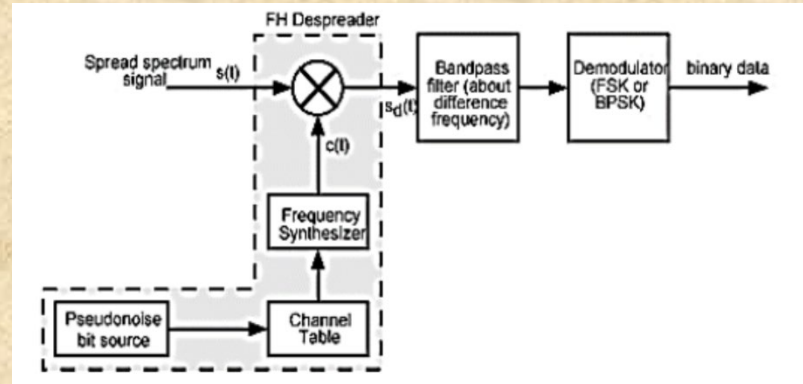 FH Despreader
Spread spectrum
signal
s(t)
Bandpass
filter (about
difference
frequency)
Demodulator
(FSK or
BPSK)
binary data
s_d(t)
c(t)
Frequency
Synthesizer
Pseudonoise
bit source
Channel
Table